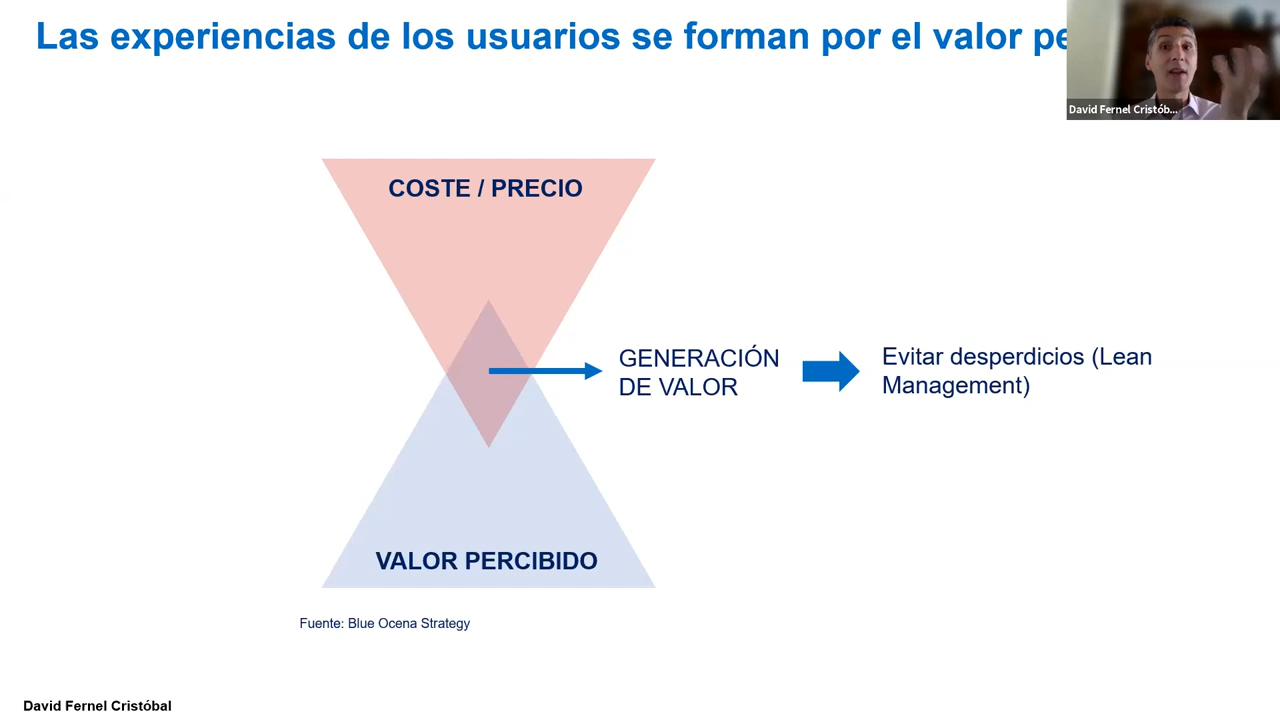 Las experiencias de los usuarios se forman por el valor
David Fernel Cristób...
COSTE / PRECIO
GENERACIÓN
DE VALOR
Evitar desperdicios (Lean
Management)
VALOR PERCIBIDO
Fuente: Blue Ocena Strategy
David Fernel Cristóbal